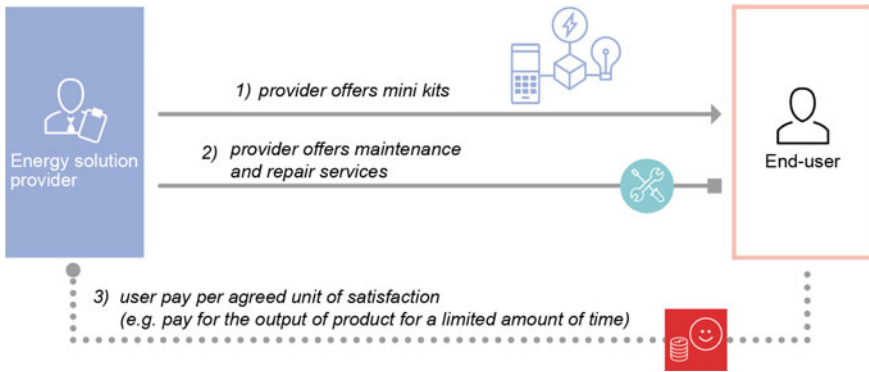 1) provider offers mini kits
Energy solution
provider
2) provider offers maintenance
and repair services
End-user
3) user pay per agreed unit of satisfaction
(e.g. pay for the output of product for a limited amount of time)